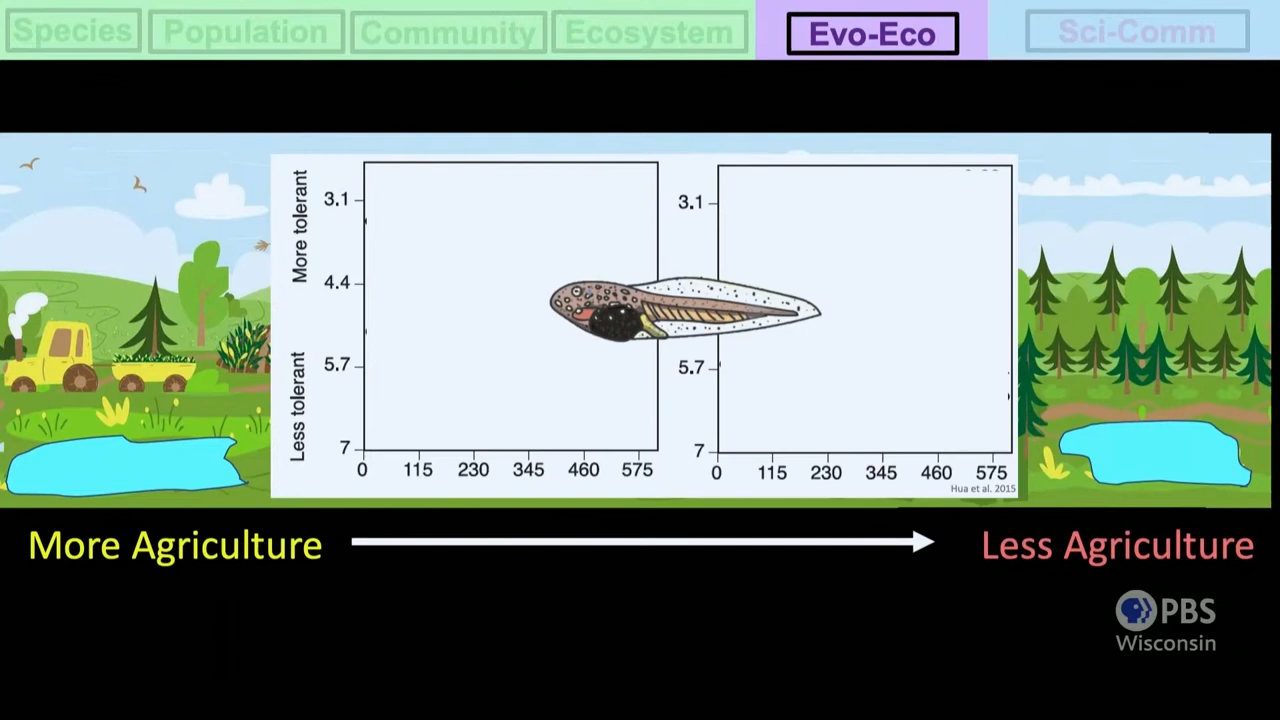 Species Population Community Ecosystem Evo-Eco Sci-Comm
More tolerant
Less tolerant
3.1
4.4
5.7
7
0 115 230 345 460 575
3.1
5.7
7
0 115 230 345 460 575
Hua et al. 2015
More Agriculture
Less Agriculture
PBS
Wisconsin